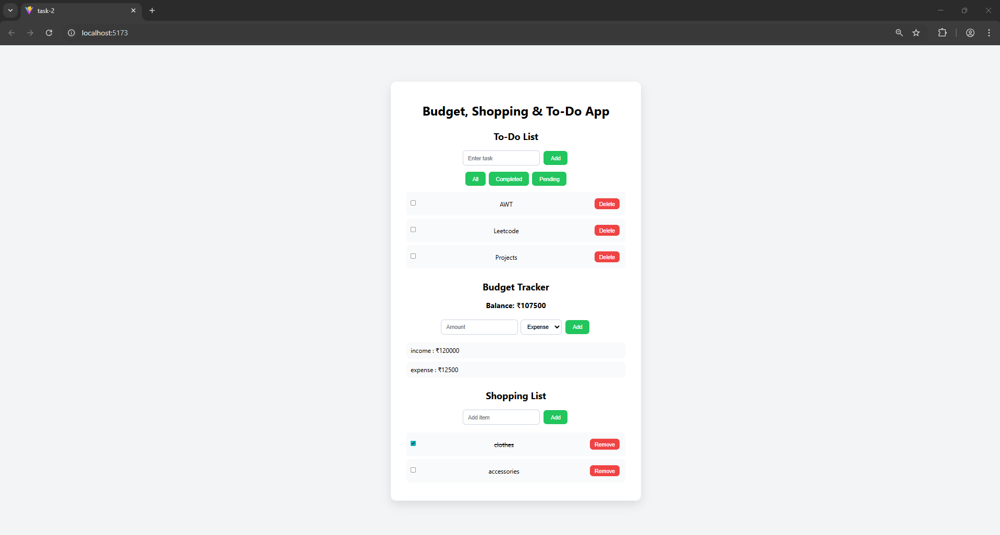 task-2
localhost:5173
Budget, Shopping & To-Do App
To-Do List
Enter task Add
All Completed Pending
AWT Delete
Leetcode Delete
Projects Delete
Budget Tracker
Balance: ₹107500
Amount Expense Add
income : ₹120000
expense : ₹12500
Shopping List
Add item Add
clothes Remove
accessories Remove